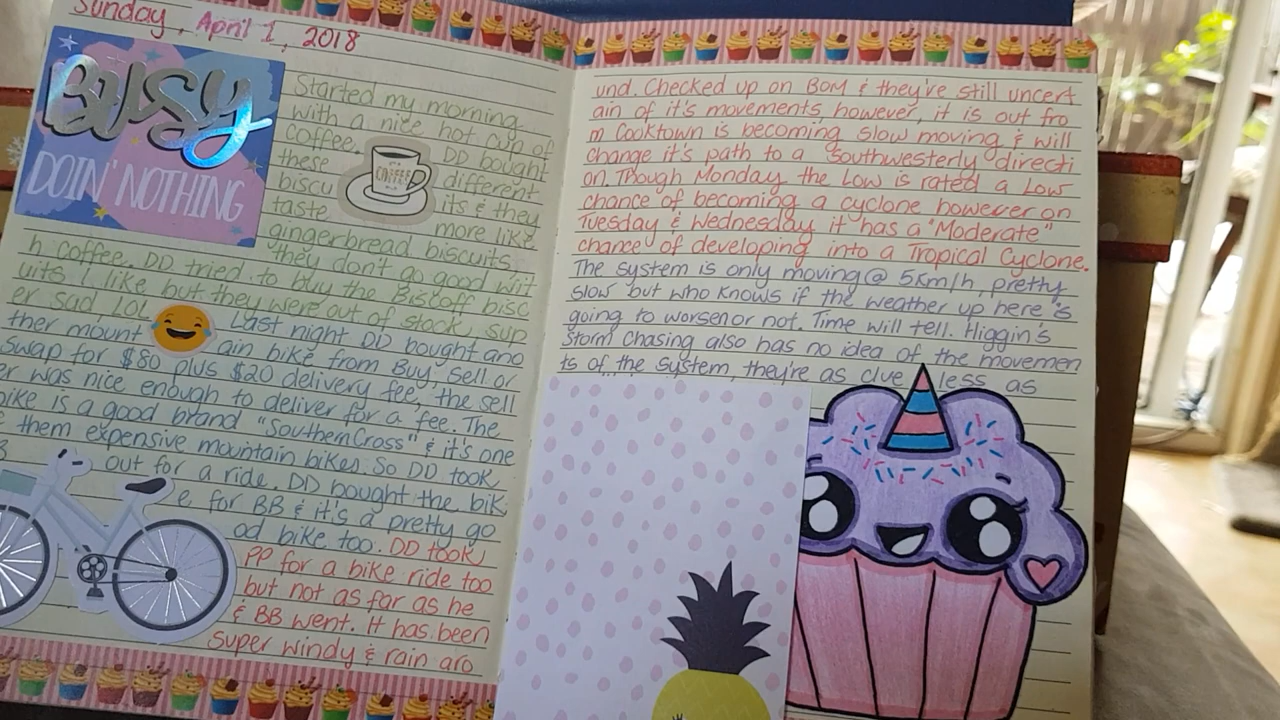 Sunday, April 1, 2018
BUSY
DOIN' NOTHING
Started my morning
with a nice hot cup of
coffee. DD bought
these different
biscu its & they
taste more like
gingerbread biscuits,
they don't go good wit
h coffee. DD tried to buy the Biscoff bisc
uits I like but they were out of stock, sup
er sad, LOL
COFFEE
Last night DD bought ano
ther mount ain bike from Buy, Sell or
Swap for $80 plus $20 delivery fee, the sell
er was nice enough to deliver for a fee. The
bike is a good brand "SouthernCross" & it's one
them expensive mountain bikes. So DD took
out for a ride. DD bought the bik
e for BB & it's a pretty go
od bike too. DD took
PP for a bike ride too
but not as far as he
& BB went. It has been
super windy & rain aro
und. Checked up on BOM & they're still uncert
ain of it's movements, however, it is out fro
m Cooktown is becoming slow moving & will
change it's path to a Southwesterly directi
on. Though Monday the Low is rated a Low
chance of becoming a cyclone however on
Tuesday & Wednesday it has a "Moderate"
chance of developing into a Tropical Cyclone.
The system is only moving @ 5Km/h, pretty
slow but who knows if the weather up here is
going to worsen or not. Time will tell. Higgin's
Storm Chasing also has no idea of the movemen
ts of the system, they're as clue less as